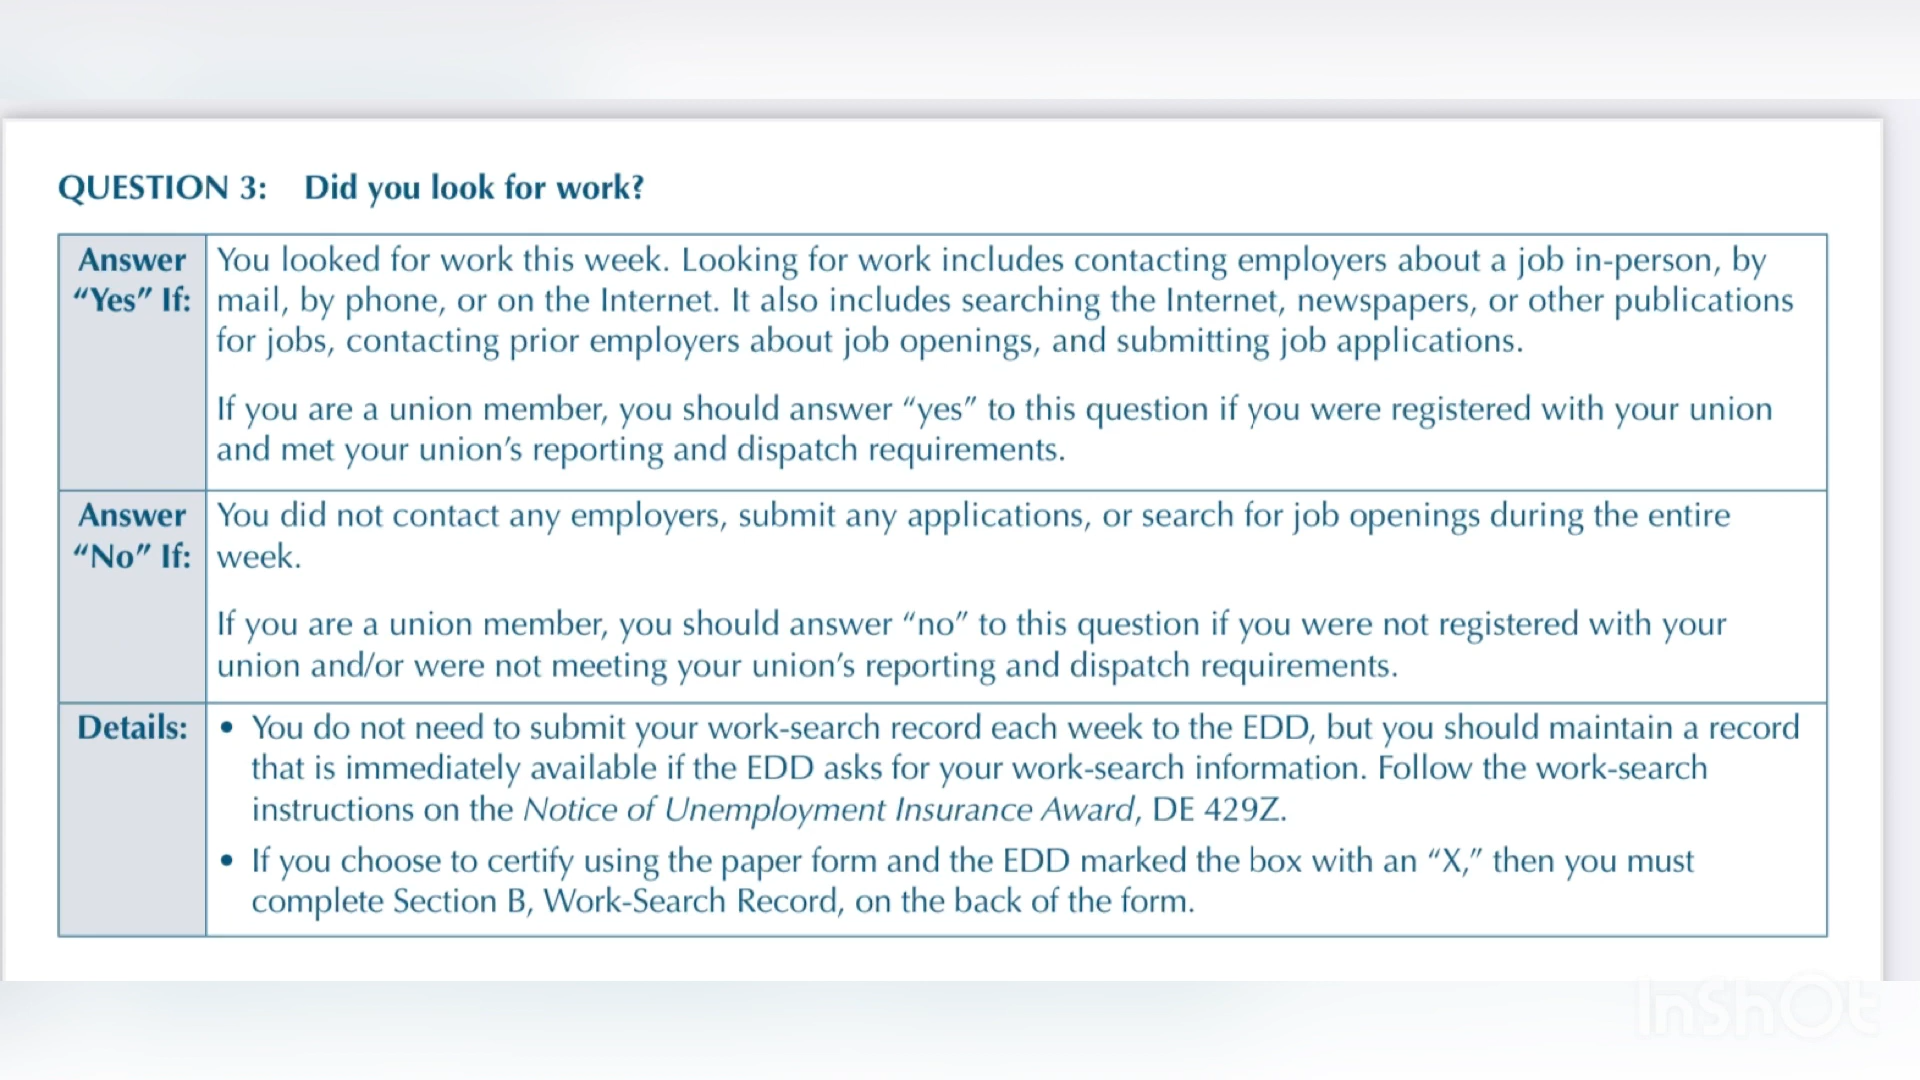 QUESTION 3: Did you look for work?
Answer “Yes” If:
You looked for work this week. Looking for work includes contacting employers about a job in-person, by
mail, by phone, or on the Internet. It also includes searching the Internet, newspapers, or other publications
for jobs, contacting prior employers about job openings, and submitting job applications.
If you are a union member, you should answer “yes” to this question if you were registered with your union
and met your union’s reporting and dispatch requirements.
Answer “No” If:
You did not contact any employers, submit any applications, or search for job openings during the entire
week.
If you are a union member, you should answer “no” to this question if you were not registered with your
union and/or were not meeting your union’s reporting and dispatch requirements.
Details:
• You do not need to submit your work-search record each week to the EDD, but you should maintain a record
that is immediately available if the EDD asks for your work-search information. Follow the work-search
instructions on the Notice of Unemployment Insurance Award, DE 429Z.
• If you choose to certify using the paper form and the EDD marked the box with an “X,” then you must
complete Section B, Work-Search Record, on the back of the form.
InShOt